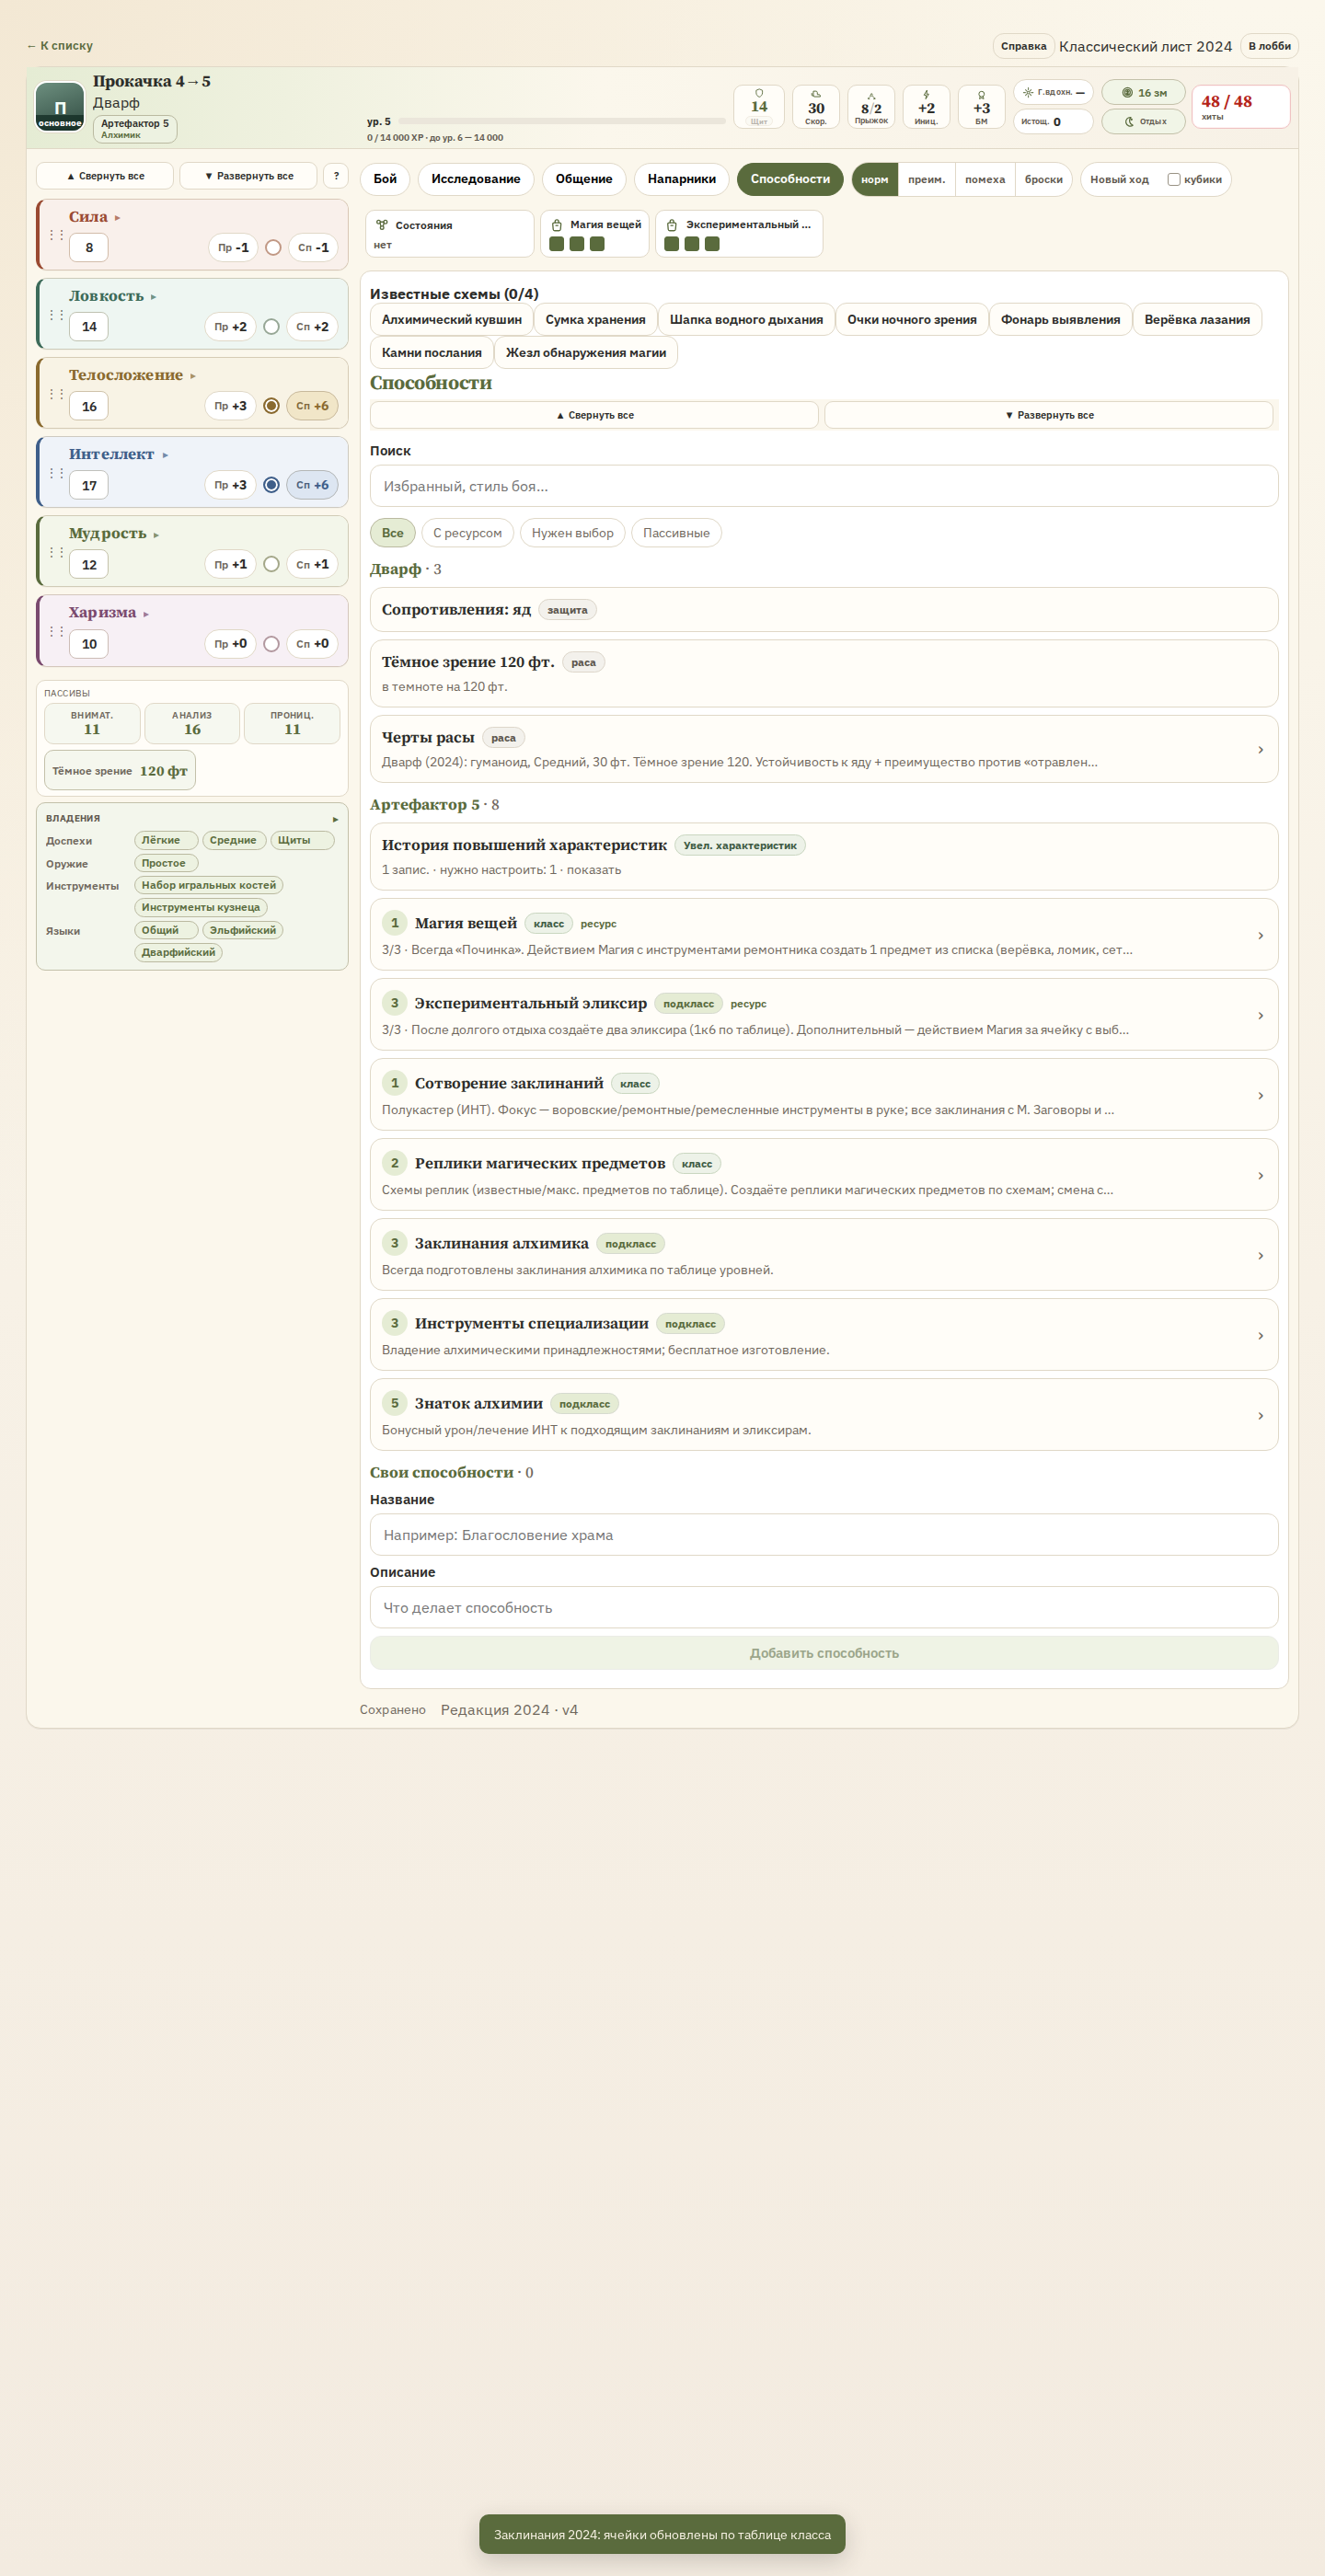 ← К списку
Справка Классический лист 2024 В лобби
П
основное
Прокачка 4→5
Дварф
Артефактор 5
Алхимик
ур. 5
0 / 14 000 XP · до ур. 6 — 14 000
14
Щит
30
Скор.
8/2
Прыжок
+2
Иниц.
+3
БМ
Г.вдохн. —
Истощ. 0
16 зм
Отдых
48 / 48
хиты
▲ Свернуть все ▼ Развернуть все ?
Сила ▸
8 Пр -1 Сп -1
Ловкость ▸
14 Пр +2 Сп +2
Телосложение ▸
16 Пр +3 Сп +6
Интеллект ▸
17 Пр +3 Сп +6
Мудрость ▸
12 Пр +1 Сп +1
Харизма ▸
10 Пр +0 Сп +0
ПАССИВЫ
ВНИМАТ. АНАЛИЗ ПРОНИЦ.
11 16 11
Тёмное зрение 120 фт
ВЛАДЕНИЯ ▸
Доспехи Лёгкие Средние Щиты
Оружие Простое
Инструменты Набор игральных костей
Инструменты кузнеца
Языки Общий Эльфийский
Дварфийский
Бой Исследование Общение Напарники Способности норм преим. помеха броски Новый ход кубики
Состояния
нет
Магия вещей
Экспериментальный ...
Известные схемы (0/4)
Алхимический кувшин Сумка хранения Шапка водного дыхания Очки ночного зрения Фонарь выявления Верёвка лазания
Камни послания Жезл обнаружения магии
Способности
▲ Свернуть все ▼ Развернуть все
Поиск
Избранный, стиль боя...
Все С ресурсом Нужен выбор Пассивные
Дварф · 3
Сопротивления: яд защита
Тёмное зрение 120 фт. раса
в темноте на 120 фт.
Черты расы раса
Дварф (2024): гуманоид, Средний, 30 фт. Тёмное зрение 120. Устойчивость к яду + преимущество против «отравлен... ›
Артефактор 5 · 8
История повышений характеристик Увел. характеристик
1 запис. · нужно настроить: 1 · показать
1 Магия вещей класс ресурс
3/3 · Всегда «Починка». Действием Магия с инструментами ремонтника создать 1 предмет из списка (верёвка, ломик, сет... ›
3 Экспериментальный эликсир подкласс ресурс
3/3 · После долгого отдыха создаёте два эликсира (1к6 по таблице). Дополнительный — действием Магия за ячейку с выб... ›
1 Сотворение заклинаний класс
Полукастер (ИНТ). Фокус — воровские/ремонтные/ремесленные инструменты в руке; все заклинания с М. Заговоры и ... ›
2 Реплики магических предметов класс
Схемы реплик (известные/макс. предметов по таблице). Создаёте реплики магических предметов по схемам; смена с... ›
3 Заклинания алхимика подкласс
Всегда подготовлены заклинания алхимика по таблице уровней. ›
3 Инструменты специализации подкласс
Владение алхимическими принадлежностями; бесплатное изготовление. ›
5 Знаток алхимии подкласс
Бонусный урон/лечение ИНТ к подходящим заклинаниям и эликсирам. ›
Свои способности · 0
Название
Например: Благословение храма
Описание
Что делает способность
Добавить способность
Сохранено Редакция 2024 · v4
Заклинания 2024: ячейки обновлены по таблице класса